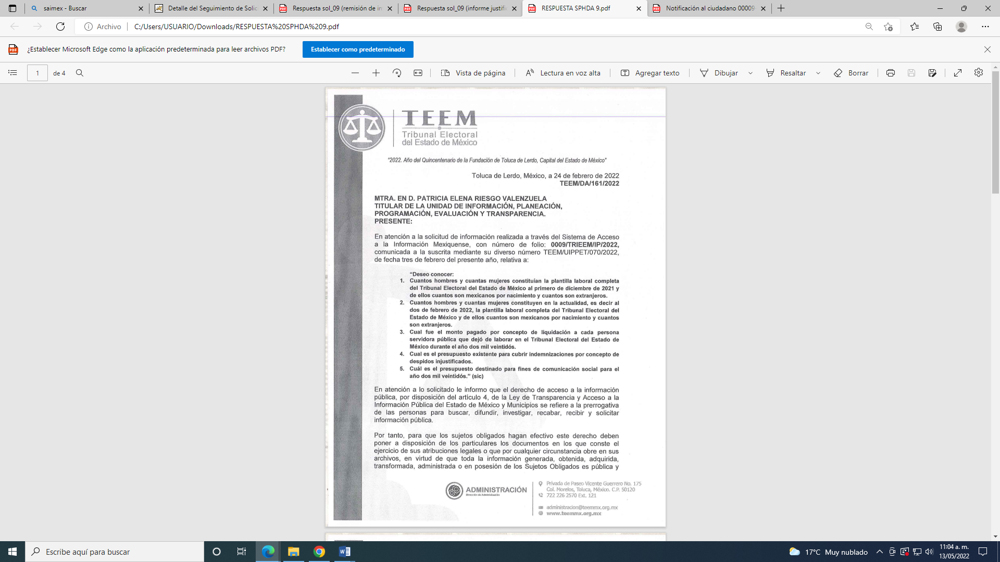 saimex - Buscar
Detalle del Seguimiento de Solic
Respuesta sol_09 (remisión de in
Respuesta sol_09 (informe justific
RESPUESTA SPHDA 9.pdf
Notificación al ciudadano 00009-
Archivo
C:/Users/USUARIO/Downloads/RESPUESTA%20SPHDA%209.pdf
¿Establecer Microsoft Edge como la aplicación predeterminada para leer archivos PDF?
Establecer como predeterminado
1 de 4
Vista de página
Lectura en voz alta
Agregar texto
Dibujar
Resaltar
Borrar
TEEM
Tribunal Electoral
del Estado de México
"2022. Año del Quincentenario de la Fundación de Toluca de Lerdo, Capital del Estado de México"
Toluca de Lerdo, México, a 24 de febrero de 2022
TEEM/DA/161/2022
MTRA. EN D. PATRICIA ELENA RIESGO VALENZUELA
TITULAR DE LA UNIDAD DE INFORMACIÓN, PLANEACIÓN,
PROGRAMACIÓN, EVALUACIÓN Y TRANSPARENCIA.
PRESENTE:
En atención a la solicitud de información realizada a través del Sistema de Acceso
a la Información Mexiquense, con número de folio: 0009/TRIEEM/IP/2022,
comunicada a la suscrita mediante su diverso número TEEM/UIPPET/070/2022,
de fecha tres de febrero del presente año, relativa a:
"Deseo conocer:
1. Cuantos hombres y cuantas mujeres constituían la plantilla laboral completa
del Tribunal Electoral del Estado de México al primero de diciembre de 2021 y
de ellos cuantos son mexicanos por nacimiento y cuantos son extranjeros.
2. Cuantos hombres y cuantas mujeres constituyen en la actualidad, es decir al
dos de febrero de 2022, la plantilla laboral completa del Tribunal Electoral del
Estado de México y de ellos cuantos son mexicanos por nacimiento y cuantos
son extranjeros.
3. Cual fue el monto pagado por concepto de liquidación a cada persona
servidora pública que dejó de laborar en el Tribunal Electoral del Estado de
México durante el año dos mil veintidós.
4. Cual es el presupuesto existente para cubrir indemnizaciones por concepto de
despidos injustificados.
5. Cuál es el presupuesto destinado para fines de comunicación social para el
año dos mil veintidós." (sic)
En atención a lo solicitado le informo que el derecho de acceso a la información
pública, por disposición del artículo 4, de la Ley de Transparencia y Acceso a la
Información Pública del Estado de México y Municipios se refiere a la prerrogativa
de las personas para buscar, difundir, investigar, recabar, recibir y solicitar
información pública.
Por tanto, para que los sujetos obligados hagan efectivo este derecho deben
poner a disposición de los particulares los documentos en los que conste el
ejercicio de sus atribuciones legales o que por cualquier circunstancia obre en sus
archivos, en virtud de que toda la información generada, obtenida, adquirida,
transformada, administrada o en posesión de los Sujetos Obligados es pública y
ADMINISTRACIÓN
Dirección de Administración
Privada de Paseo Vicente Guerrero No. 175
Col. Morelos, Toluca, México. C.P. 50120
722 226 2570 Ext. 121
administracion@teemmx.org.mx
www.teemmx.org.mx
Escribe aquí para buscar
17°C Muy nublado
11:04 a. m.
13/05/2022